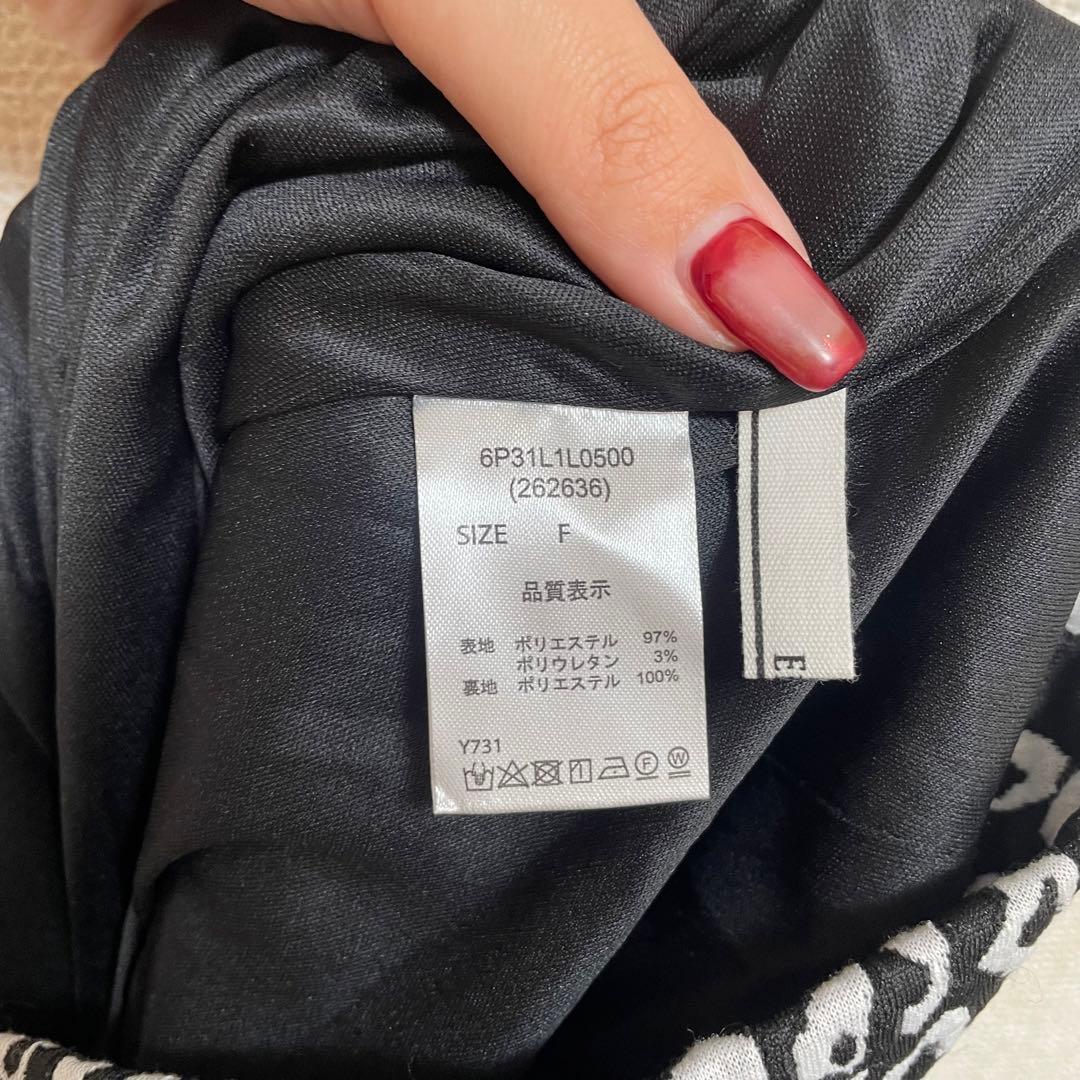 6P31L1L0500
(262636)
SIZE F
品質表示
表地 ポリエステル 97%
ポリウレタン 3%
裏地 ポリエステル 100%
Y731
F W
E